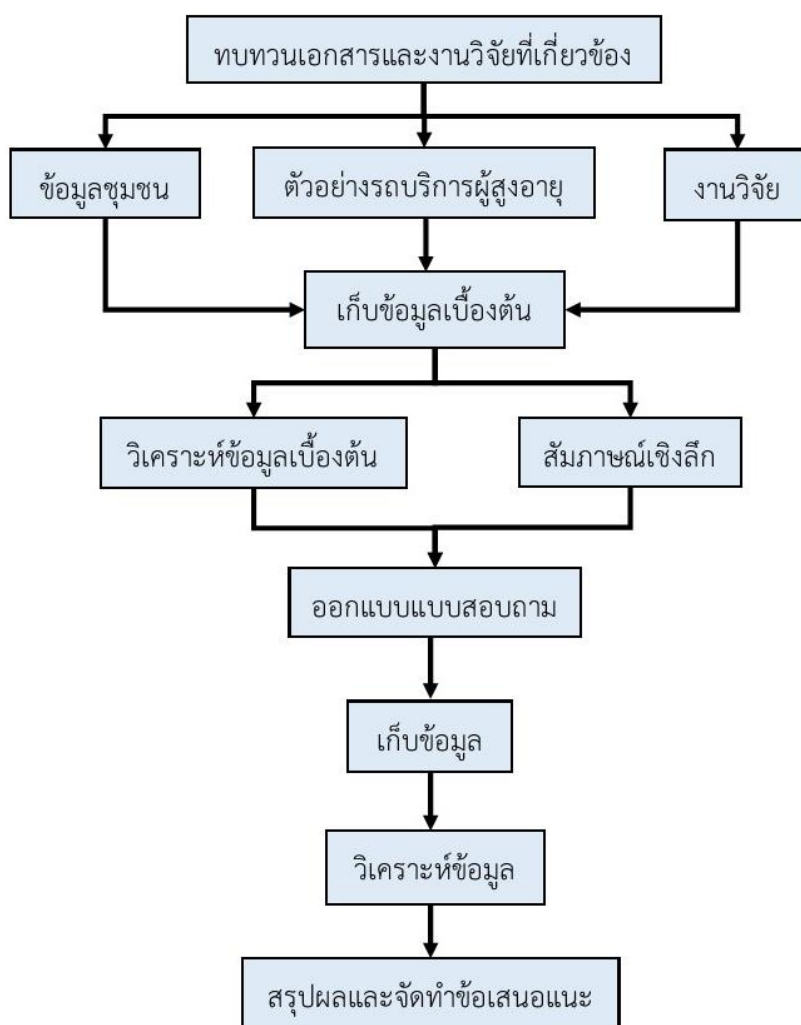 ทบทวนเอกสารและงานวิจัยที่เกี่ยวข้อง
ข้อมูลชุมชน
ตัวอย่างรถบริการผู้สูงอายุ
งานวิจัย
เก็บข้อมูลเบื้องต้น
วิเคราะห์ข้อมูลเบื้องต้น
สัมภาษณ์เชิงลึก
ออกแบบแบบสอบถาม
เก็บข้อมูล
วิเคราะห์ข้อมูล
สรุปผลและจัดทำข้อเสนอแนะ